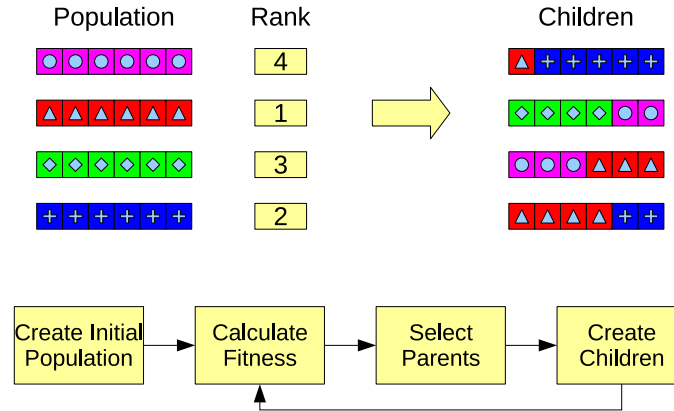 Population Rank Children
4
1
3
2
Create Initial
Population
Calculate
Fitness
Select
Parents
Create
Children